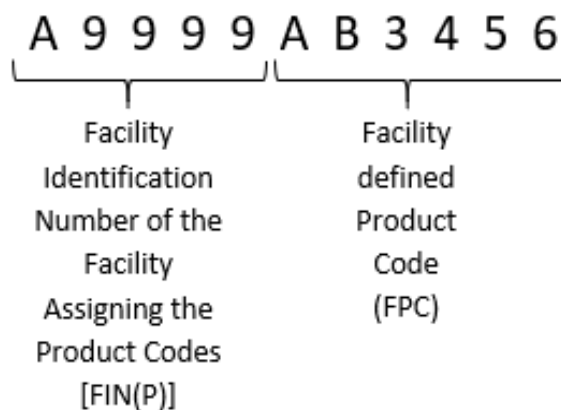 A 9 9 9 9 A B 3 4 5 6
Facility
Identification
Number of the
Facility
Assigning the
Product Codes
[FIN(P)]
Facility
defined
Product
Code
(FPC)